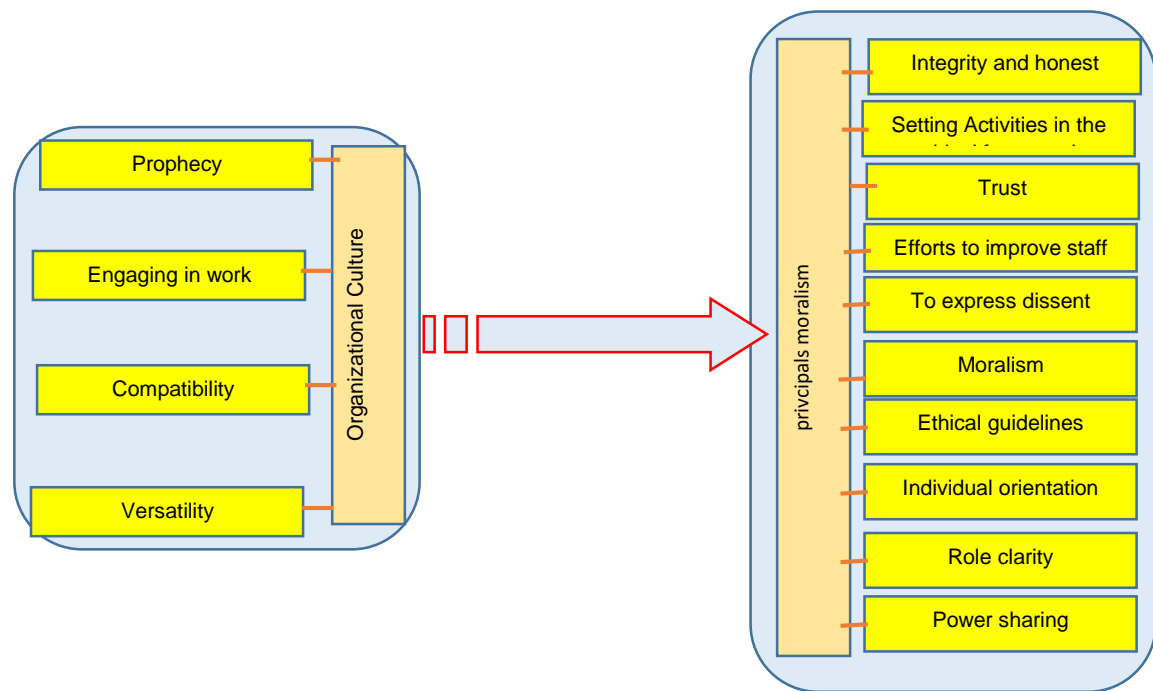 Prophecy
Engaging in work
Compatibility
Versatility
Organizational Culture
privcipals moralism
Integrity and honest
Setting Activities in the
Trust
Efforts to improve staff
To express dissent
Moralism
Ethical guidelines
Individual orientation
Role clarity
Power sharing